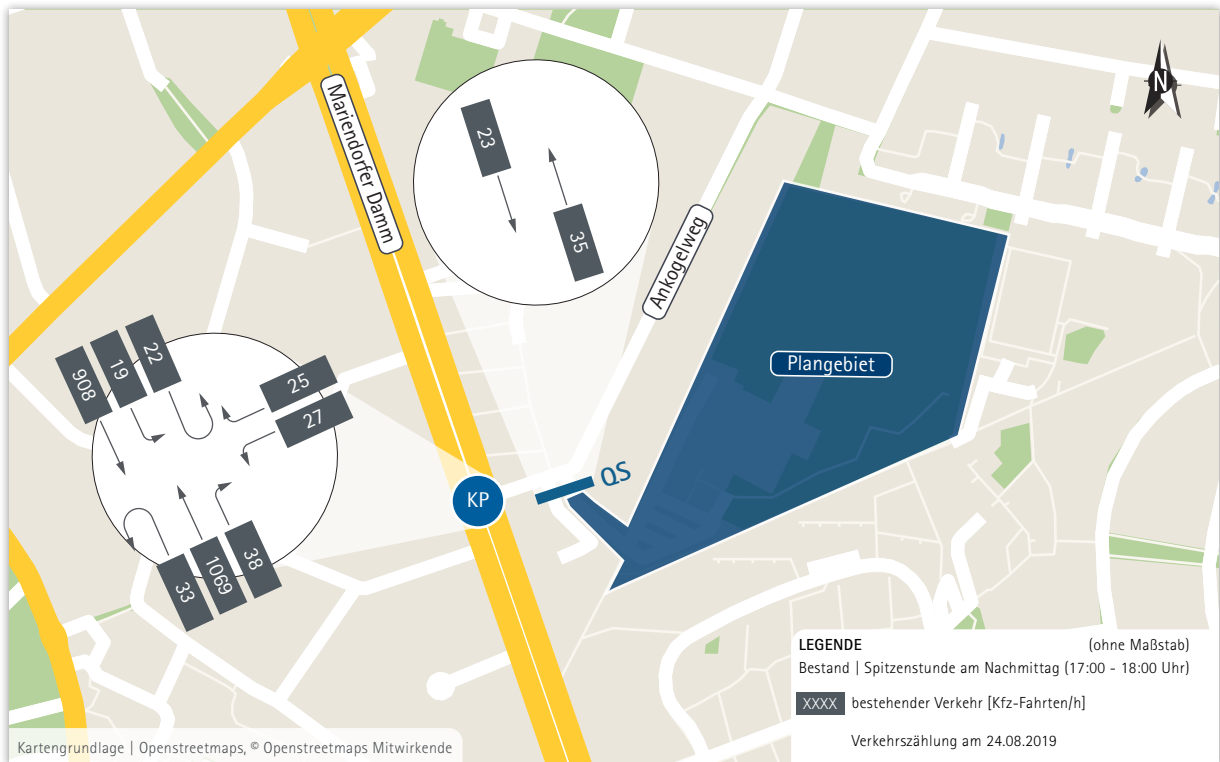 N
Mariendorfer Damm
23
35
Ankogelweg
Plangebiet
908
19
22
25
27
KP
QS
33
1069
38
LEGENDE (ohne Maßstab)
Bestand | Spitzenstunde am Nachmittag (17:00 - 18:00 Uhr)
XXXX bestehender Verkehr [Kfz-Fahrten/h]
Verkehrszählung am 24.08.2019
Kartengrundlage | Openstreetmaps, © Openstreetmaps Mitwirkende